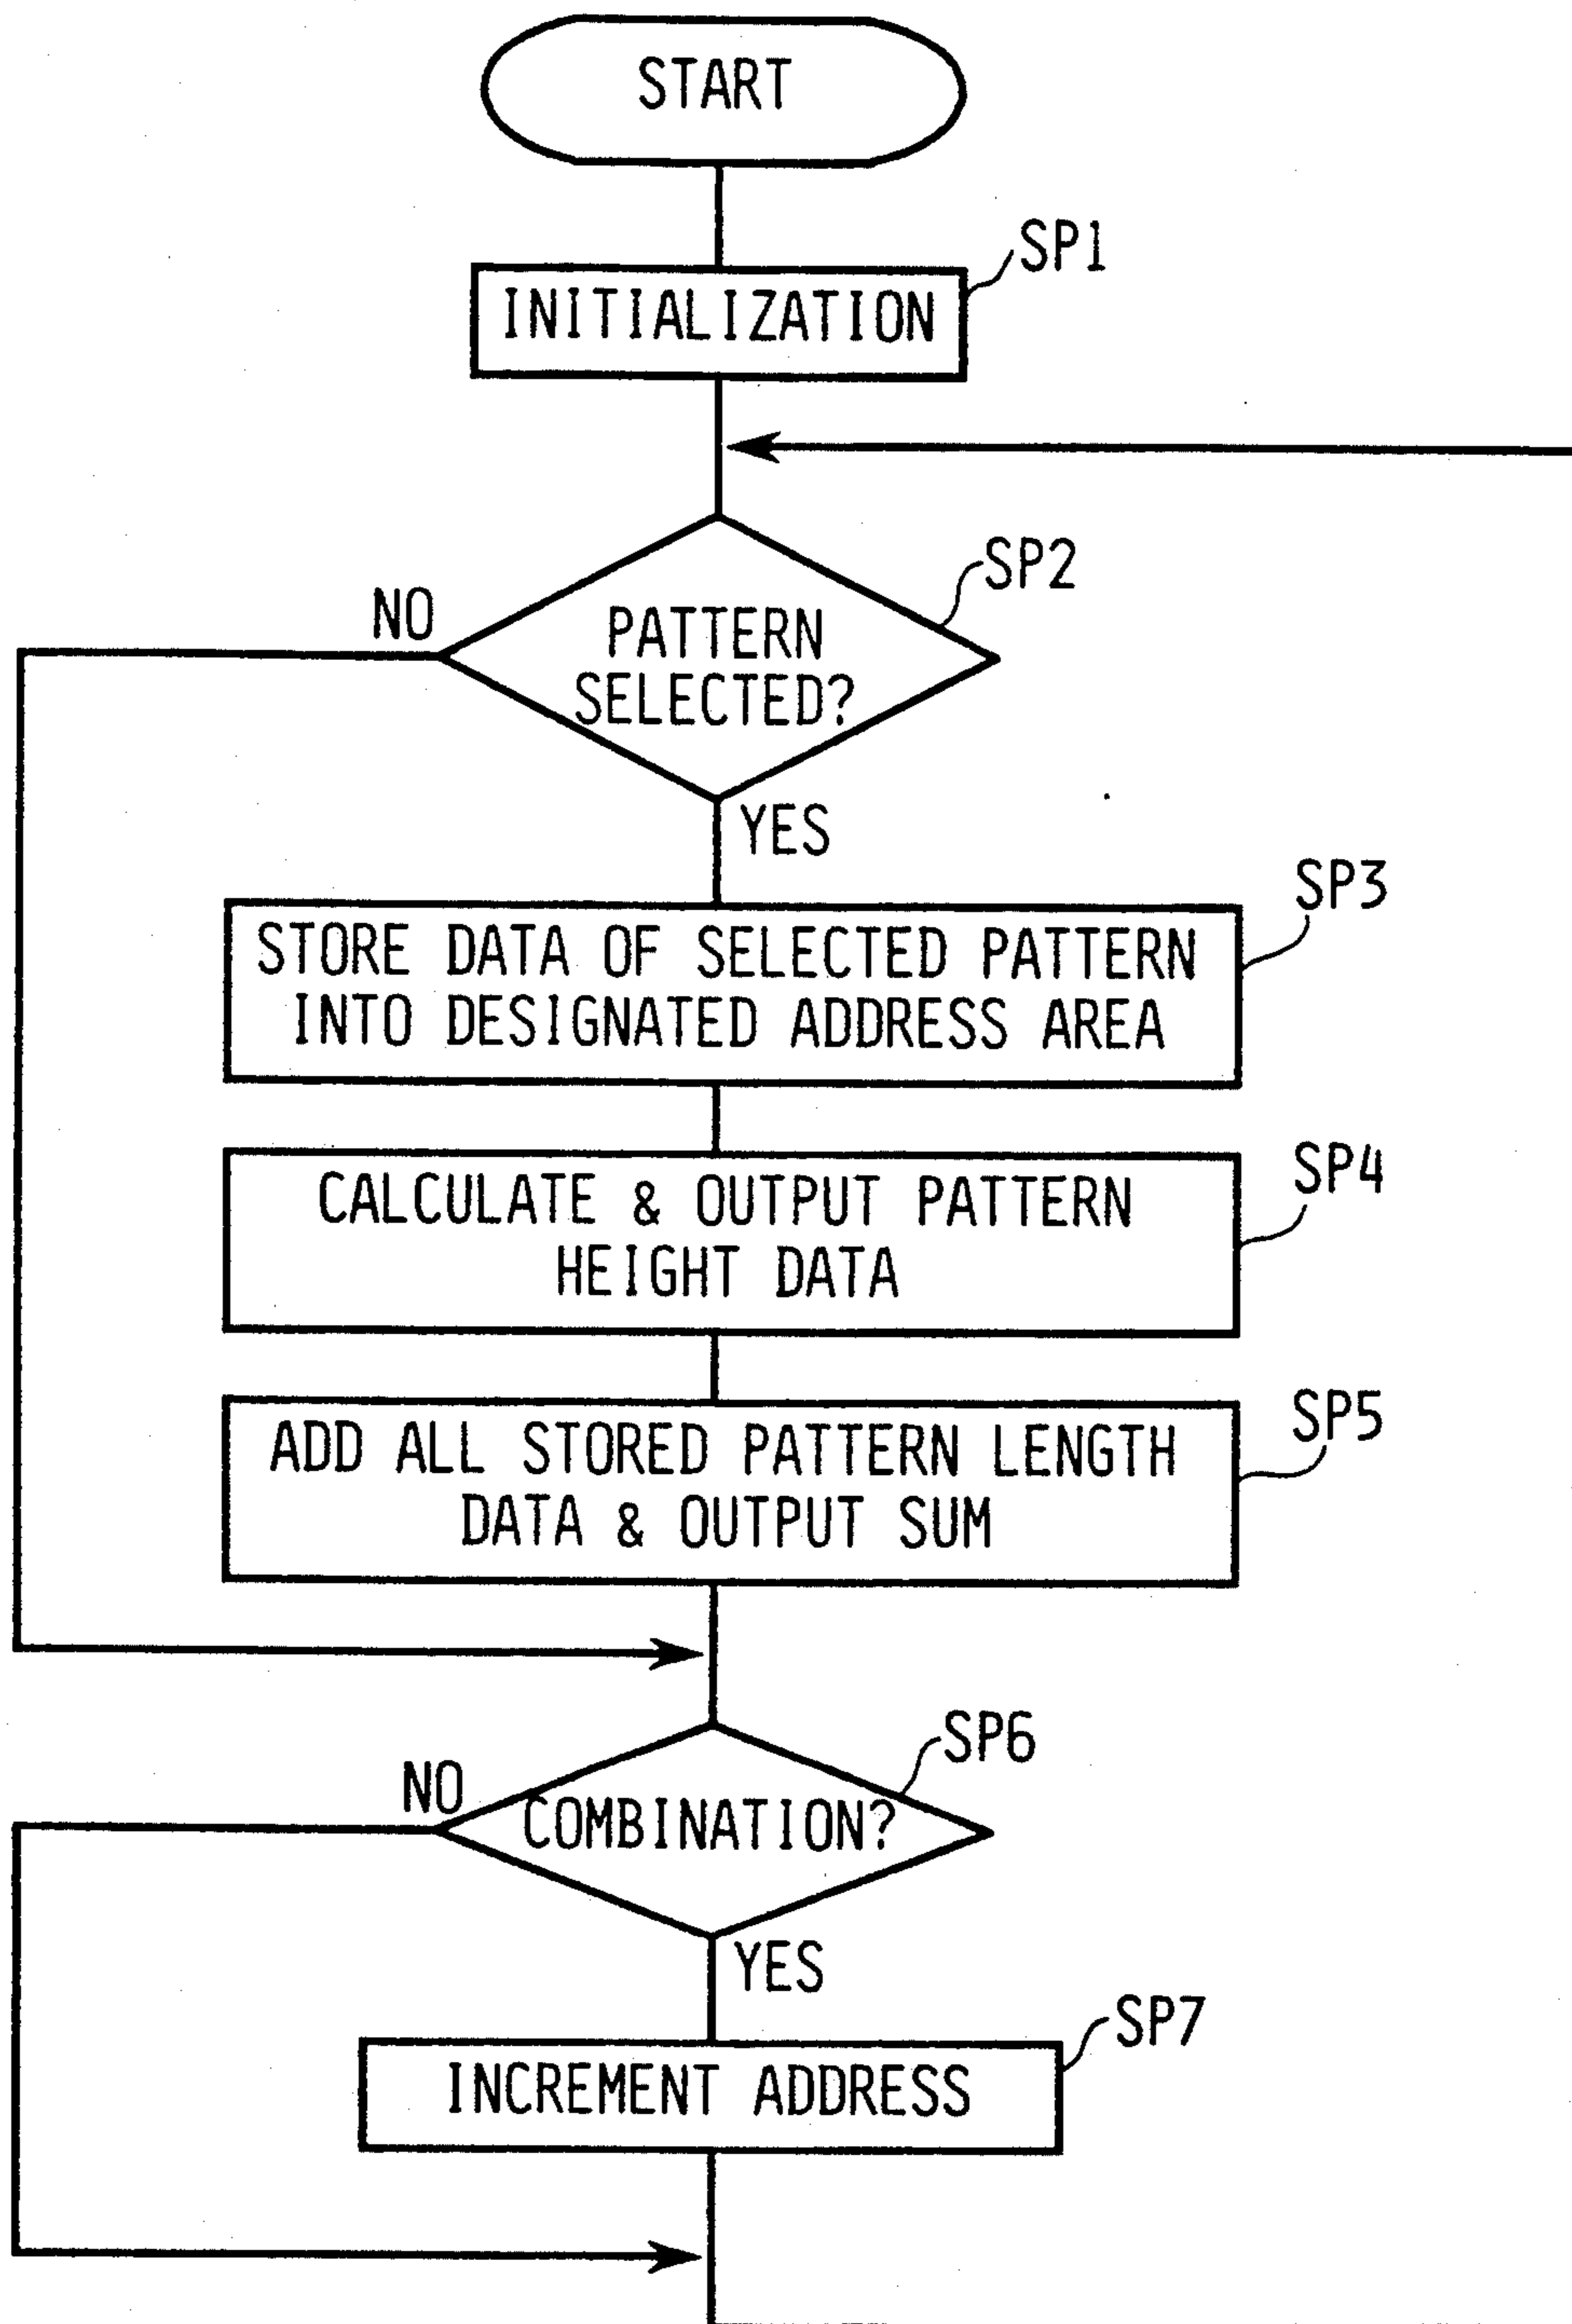 START
SP1
INITIALIZATION
SP2
NO
PATTERN
SELECTED?
YES
SP3
STORE DATA OF SELECTED PATTERN
INTO DESIGNATED ADDRESS AREA
SP4
CALCULATE & OUTPUT PATTERN
HEIGHT DATA
SP5
ADD ALL STORED PATTERN LENGTH
DATA & OUTPUT SUM
SP6
NO
COMBINATION?
YES
SP7
INCREMENT ADDRESS